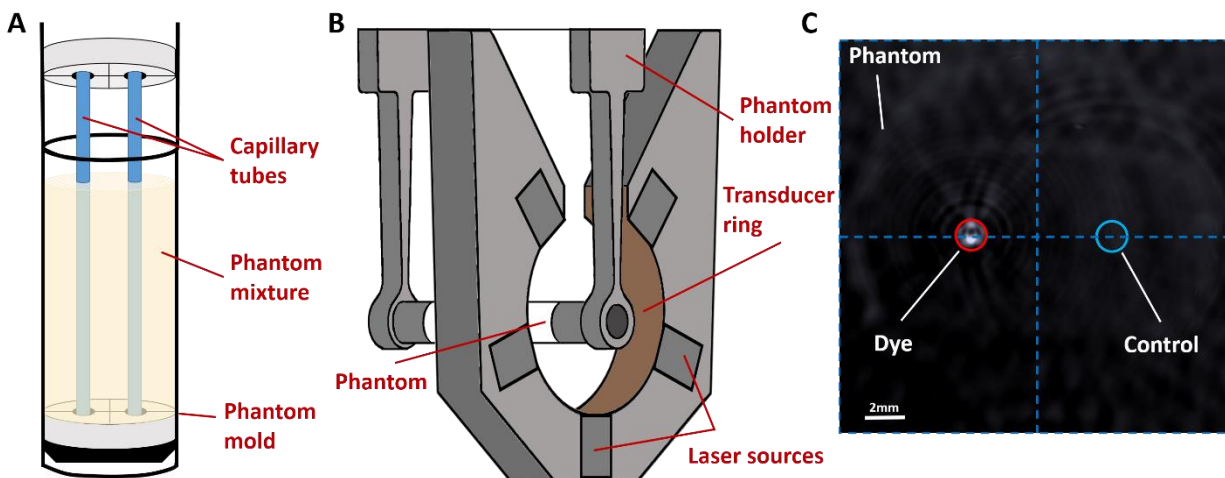 A
Capillary
tubes
Phantom
mixture
Phantom
mold
B
Phantom
holder
Transducer
ring
Phantom
Laser sources
C
Phantom
Dye
Control
2mm